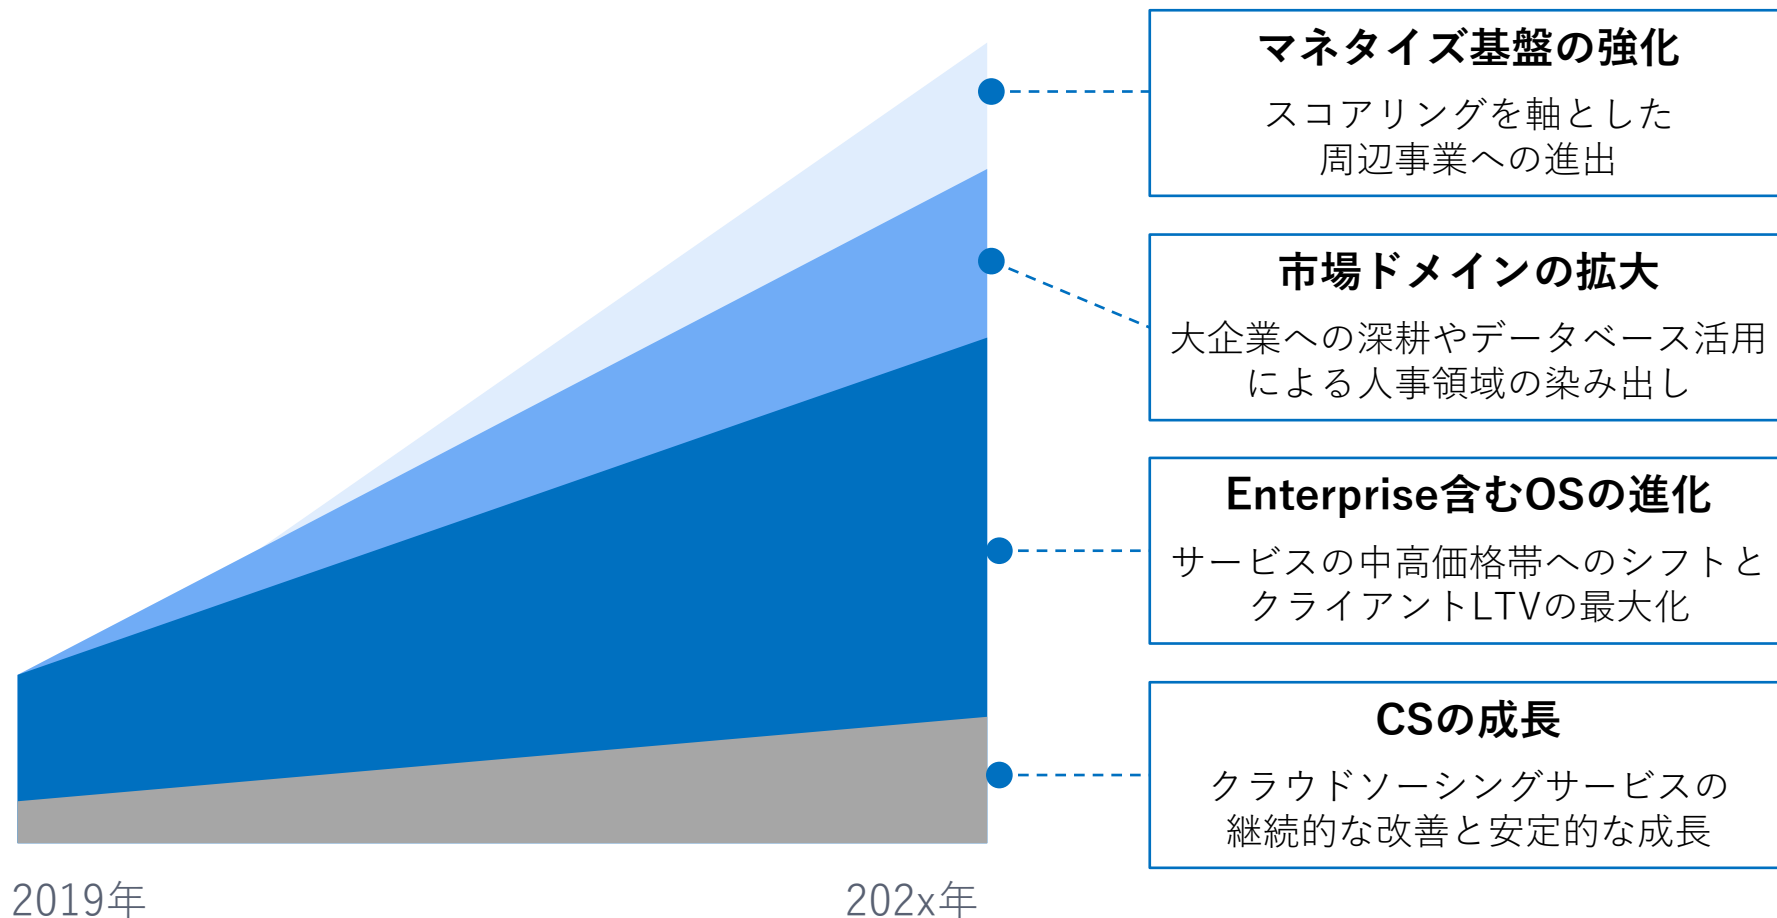 マネタイズ基盤の強化
スコアリングを軸とした
周辺事業への進出
市場ドメインの拡大
大企業への深耕やデータベース活用
による人事領域の染み出し
Enterprise含むOSの進化
サービスの中高価格帯へのシフトと
クライアントLTVの最大化
CSの成長
クラウドソーシングサービスの
継続的な改善と安定的な成長
2019年
202x年